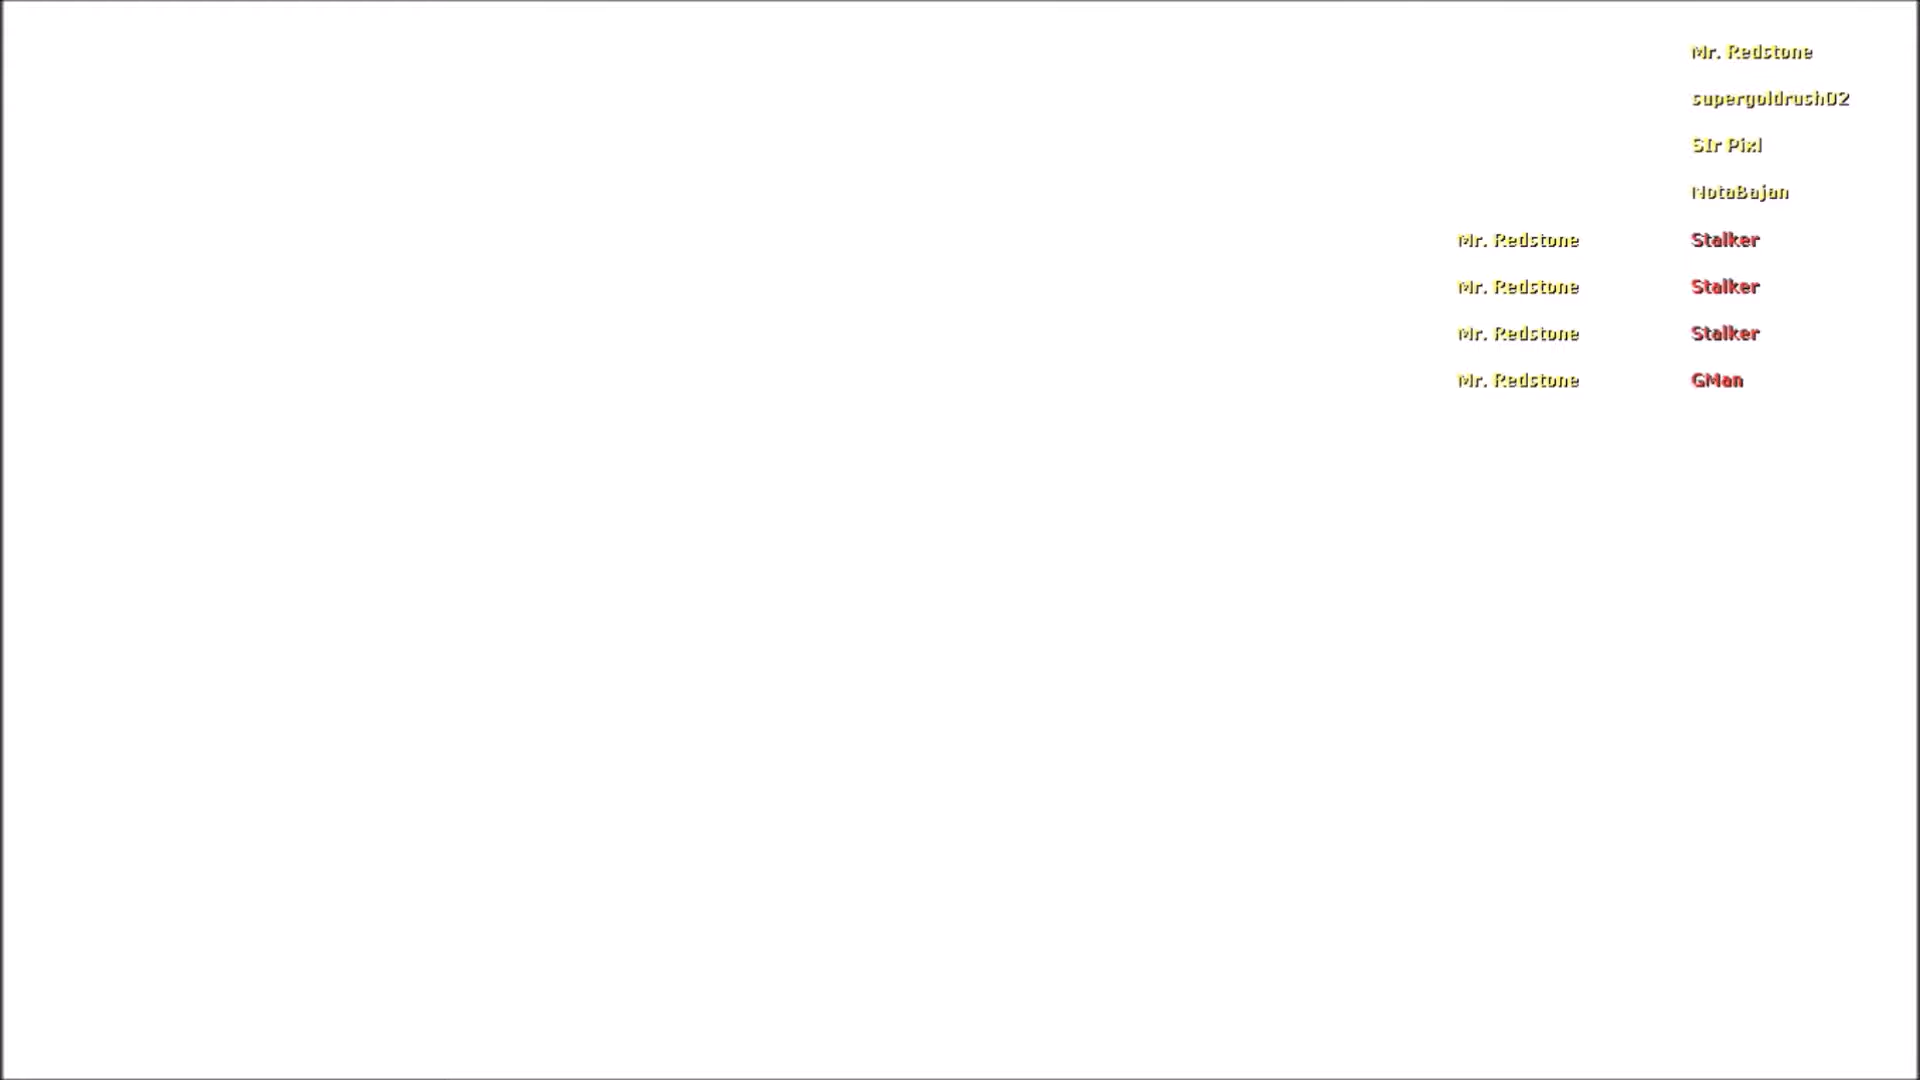 Mr. Redstone
supergoldrush02
SIr Pixl
NotaBajan
Mr. Redstone Stalker
Mr. Redstone Stalker
Mr. Redstone Stalker
Mr. Redstone GMan